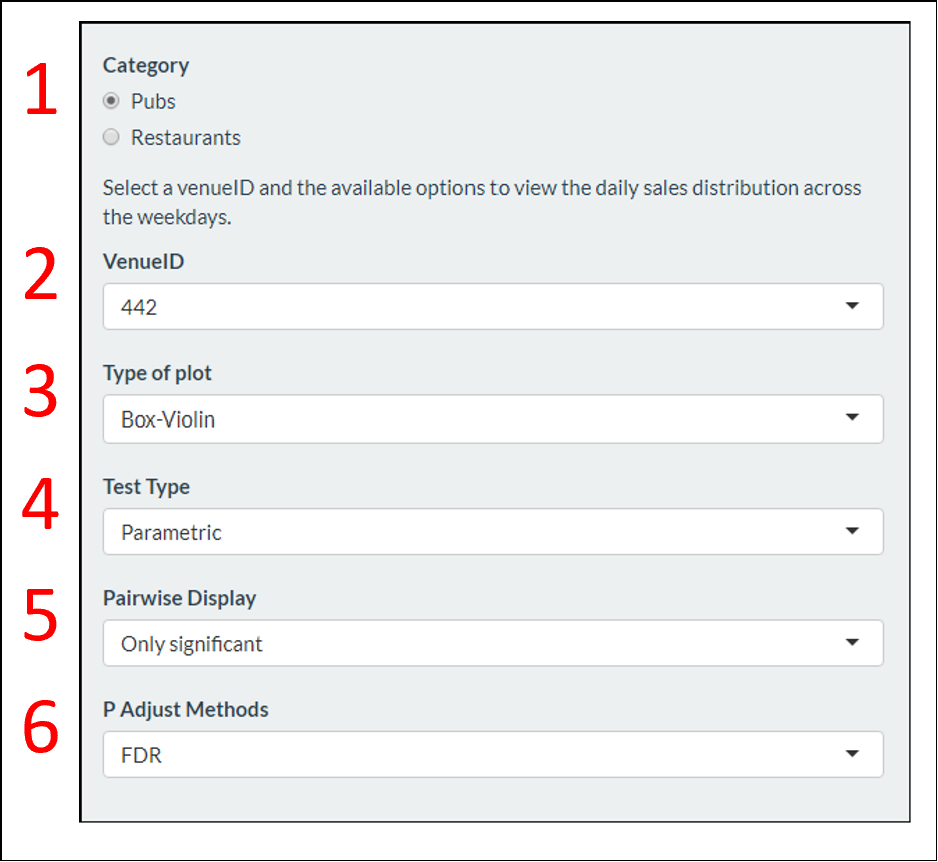 1
Category
Pubs
Restaurants
Select a venueID and the available options to view the daily sales distribution across
the weekdays.
2
VenueID
442
3
Type of plot
Box-Violin
4
Test Type
Parametric
5
Pairwise Display
Only significant
6
P Adjust Methods
FDR